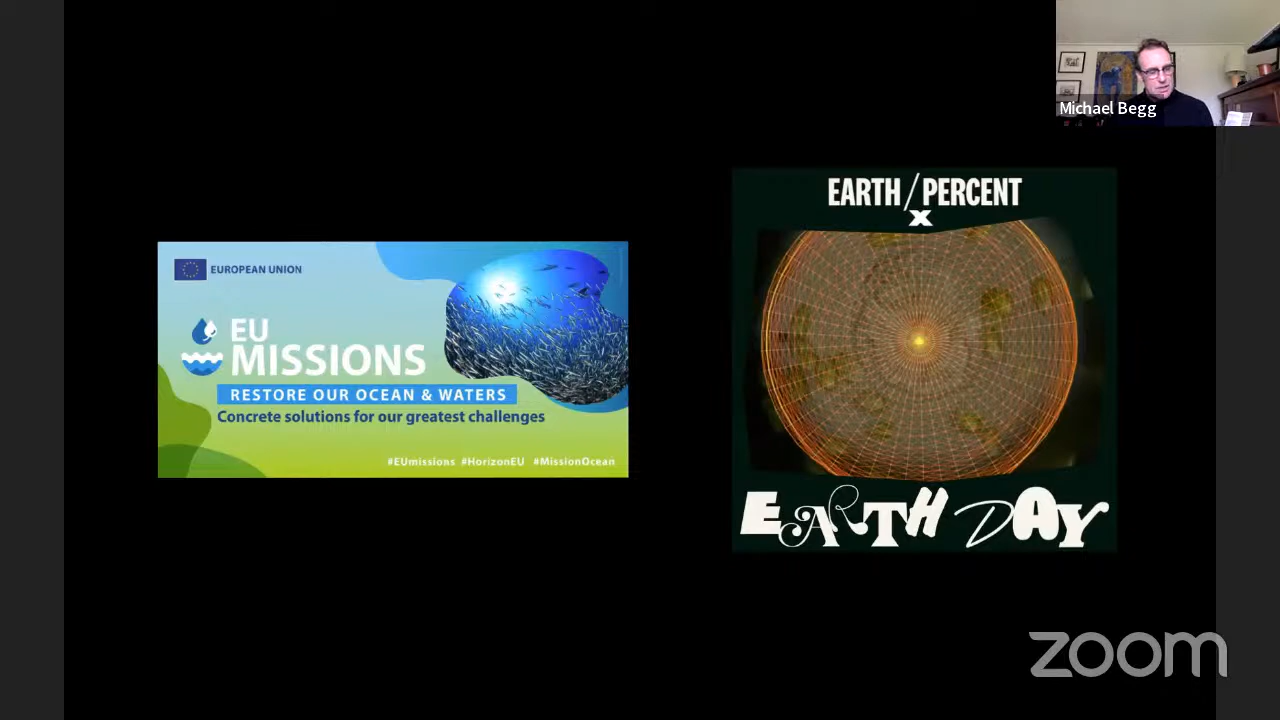 Michael Begg
EUROPEAN UNION
EU
MISSIONS
RESTORE OUR OCEAN & WATERS
Concrete solutions for our greatest challenges
#EUmissions #HorizonEU #MissionOcean
EARTH/PERCENT
X
EARTH DAY
zoom